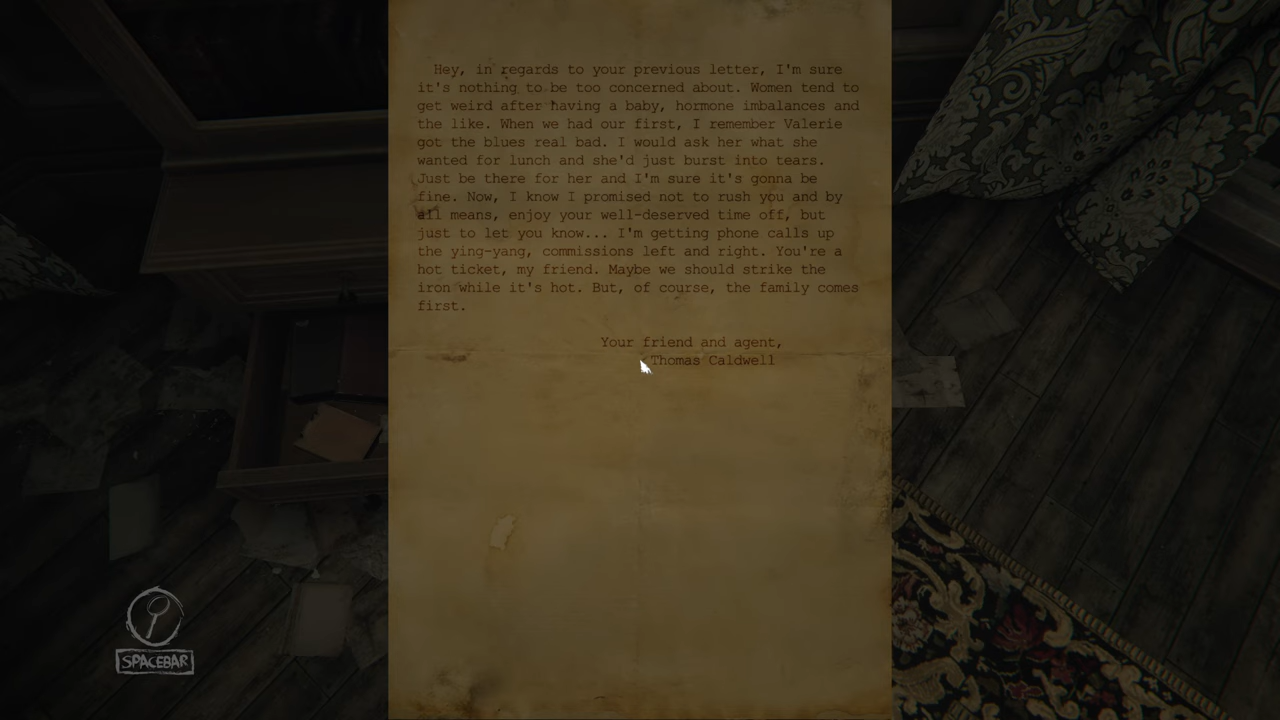 Hey, in regards to your previous letter, I'm sure
it's nothing to be too concerned about. Women tend to
get weird after having a baby, hormone imbalances and
the like. When we had our first, I remember Valerie
got the blues real bad. I would ask her what she
wanted for lunch and she'd just burst into tears.
Just be there for her and I'm sure it's gonna be
fine. Now, I know I promised not to rush you and by
all means, enjoy your well-deserved time off, but
just to let you know... I'm getting phone calls up
the ying-yang, commissions left and right. You're a
hot ticket, my friend. Maybe we should strike the
iron while it's hot. But, of course, the family comes
first.
Your friend and agent,
Thomas Caldwell
SPACEBAR